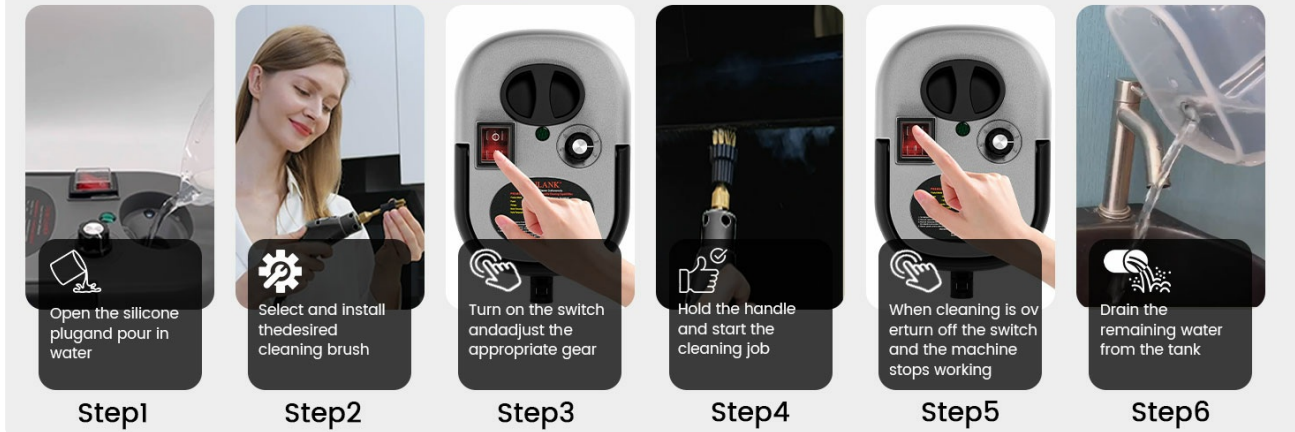 Open the silicone
plugand pour in
water
Step1
Select and install
thedesired
cleaning brush
Step2
Turn on the switch
andadjust the
appropriate gear
Step3
Hold the handle
and start the
cleaning job
Step4
When cleaning is ov
erturn off the switch
and the machine
stops working
Step5
Drain the
remaining water
from the tank
Step6